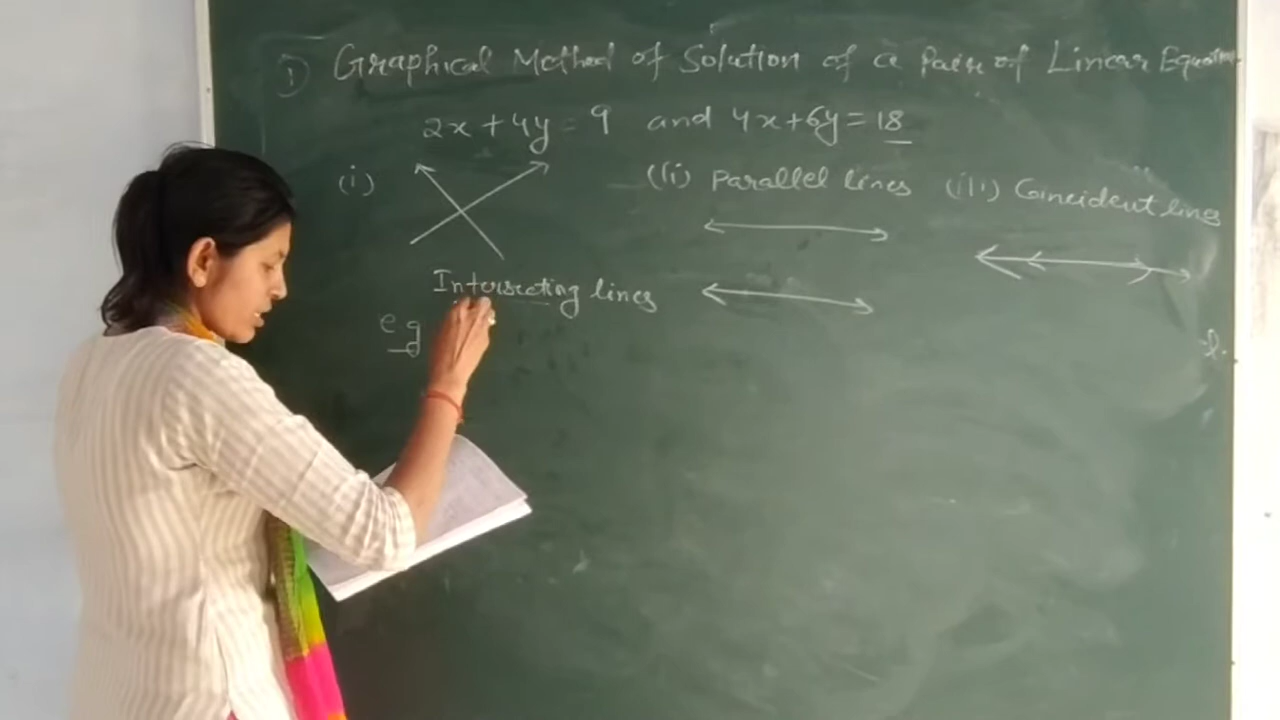 1) Graphical Method of Solution of a Pair of Linear Equation
2x + 4y = 9 and 4x + 6y = 18
(i) (ii) Parallel lines (iii) Coincident lines
Intersecting lines
eg